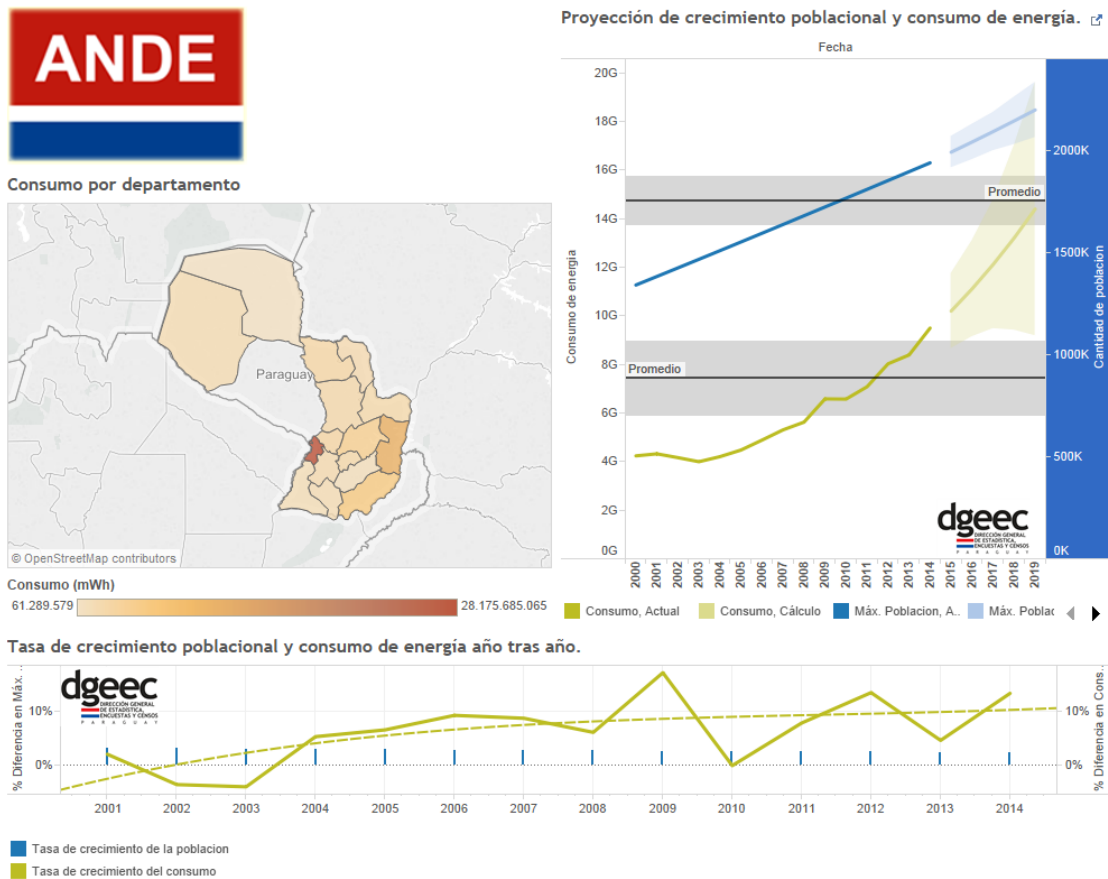 ANDE
Consumo por departamento
Paraguay
© OpenStreetMap contributors
Consumo (mWh)
61.289.579 28.175.685.065
Proyección de crecimiento poblacional y consumo de energía.
Fecha
Consumo de energia
20G
18G
16G
14G
12G
10G
8G
6G
4G
2G
0G
Promedio
Promedio
2000K
1500K
1000K
500K
0K
Cantidad de poblacion
dgeec
DIRECCIÓN GENERAL
DE ESTADÍSTICA,
ENCUESTAS Y CENSOS
PARAGUAY
2000 2001 2002 2003 2004 2005 2006 2007 2008 2009 2010 2011 2012 2013 2014 2015 2016 2017 2018 2019
Consumo, Actual Consumo, Cálculo Máx. Poblacion, A.. Máx. Poblac
Tasa de crecimiento poblacional y consumo de energía año tras año.
% Diferencia en Máx. ..
10%
0%
dgeec
DIRECCIÓN GENERAL
DE ESTADÍSTICA,
ENCUESTAS Y CENSOS
PARAGUAY
10%
0%
% Diferencia en Cons..
2001 2002 2003 2004 2005 2006 2007 2008 2009 2010 2011 2012 2013 2014
Tasa de crecimiento de la poblacion
Tasa de crecimiento del consumo